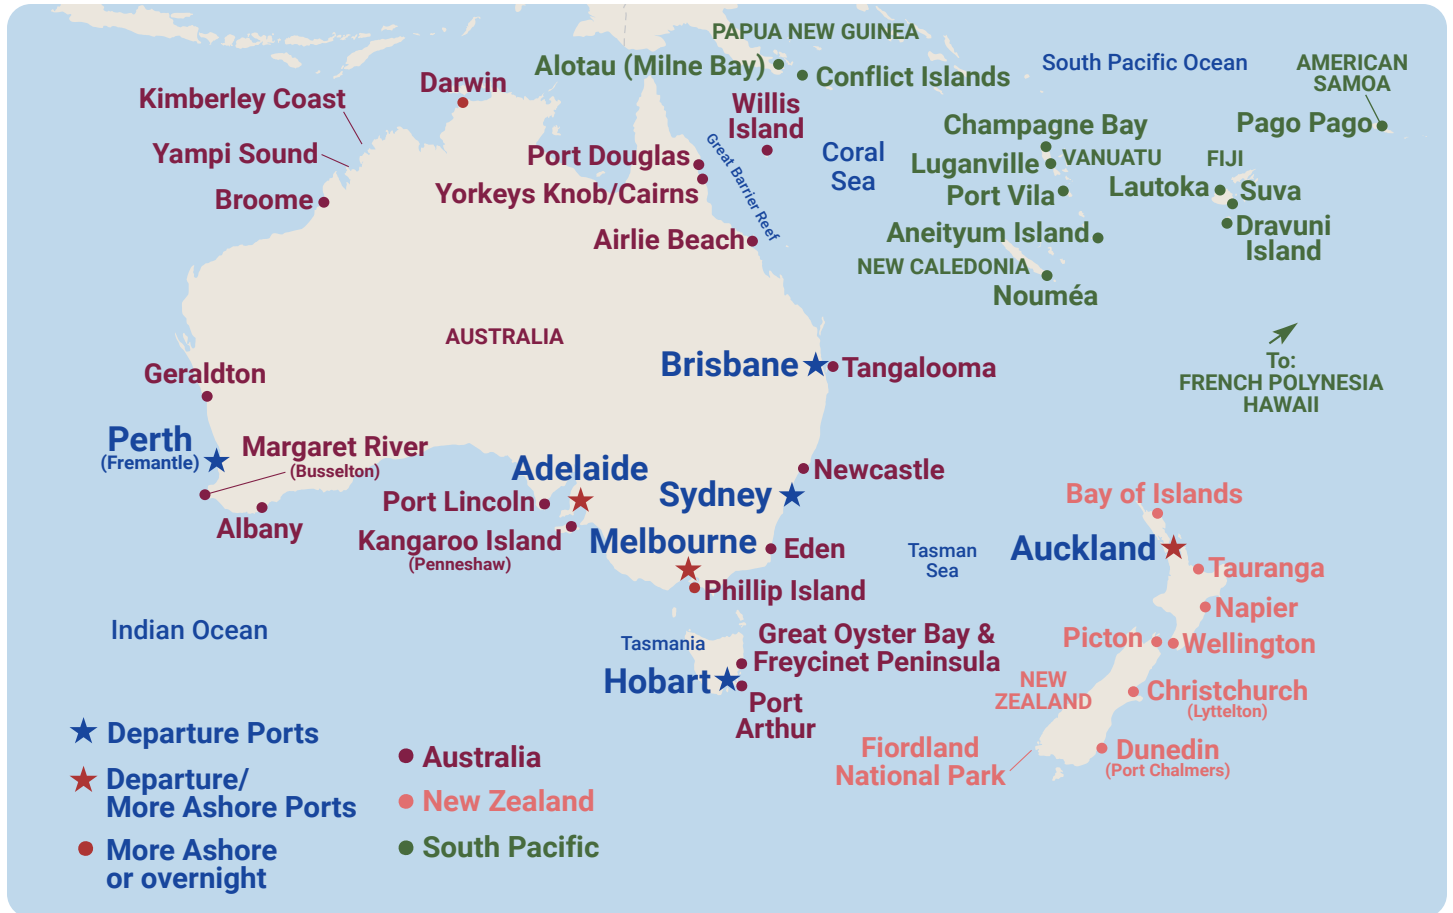 PAPUA NEW GUINEA
Alotau (Milne Bay)
Conflict Islands
South Pacific Ocean
AMERICAN
SAMOA
Pago Pago
Kimberley Coast
Darwin
Willis
Island
Yampi Sound
Broome
Port Douglas
Yorkeys Knob/Cairns
Great Barrier Reef
Airlie Beach
Coral
Sea
Champagne Bay
Luganville
VANUATU
Port Vila
FIJI
Lautoka
Suva
Dravuni
Island
Aneityum Island
NEW CALEDONIA
Nouméa
To:
FRENCH POLYNESIA
HAWAII
AUSTRALIA
Brisbane
Tangalooma
Geraldton
Perth
(Fremantle)
Margaret River
(Busselton)
Albany
Adelaide
Port Lincoln
Kangaroo Island
(Penneshaw)
Newcastle
Sydney
Melbourne
Eden
Phillip Island
Tasman
Sea
Bay of Islands
Auckland
Tauranga
Napier
Picton
Wellington
NEW
ZEALAND
Christchurch
(Lyttelton)
Fiordland
National Park
Dunedin
(Port Chalmers)
Indian Ocean
Tasmania
Great Oyster Bay &
Freycinet Peninsula
Hobart
Port
Arthur
Departure Ports
Departure/
More Ashore Ports
More Ashore
or overnight
Australia
New Zealand
South Pacific